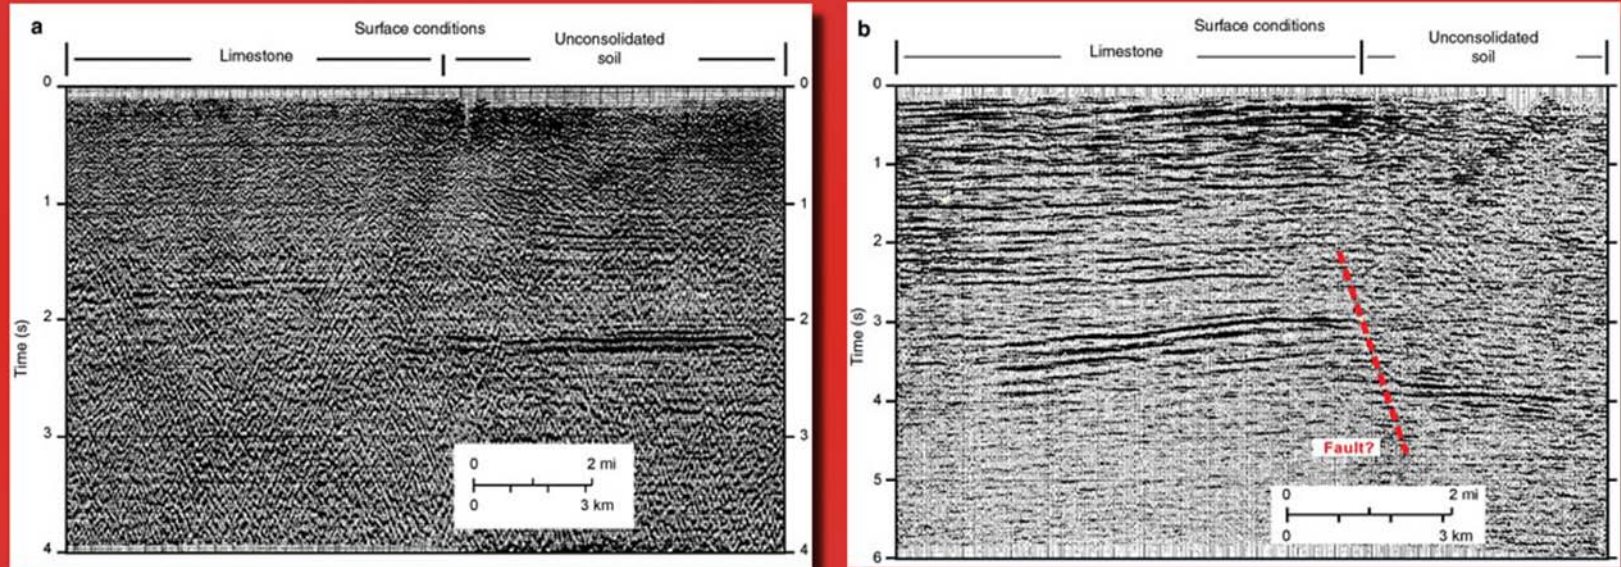 a
Surface conditions
Limestone
Unconsolidated
soil
0
0
1
1
2
2
3
3
4
4
Time (s)
0
2 mi
0
3 km
b
Surface conditions
Limestone
Unconsolidated
soil
0
1
2
3
4
5
6
Time (s)
Fault?
0
2 mi
0
3 km